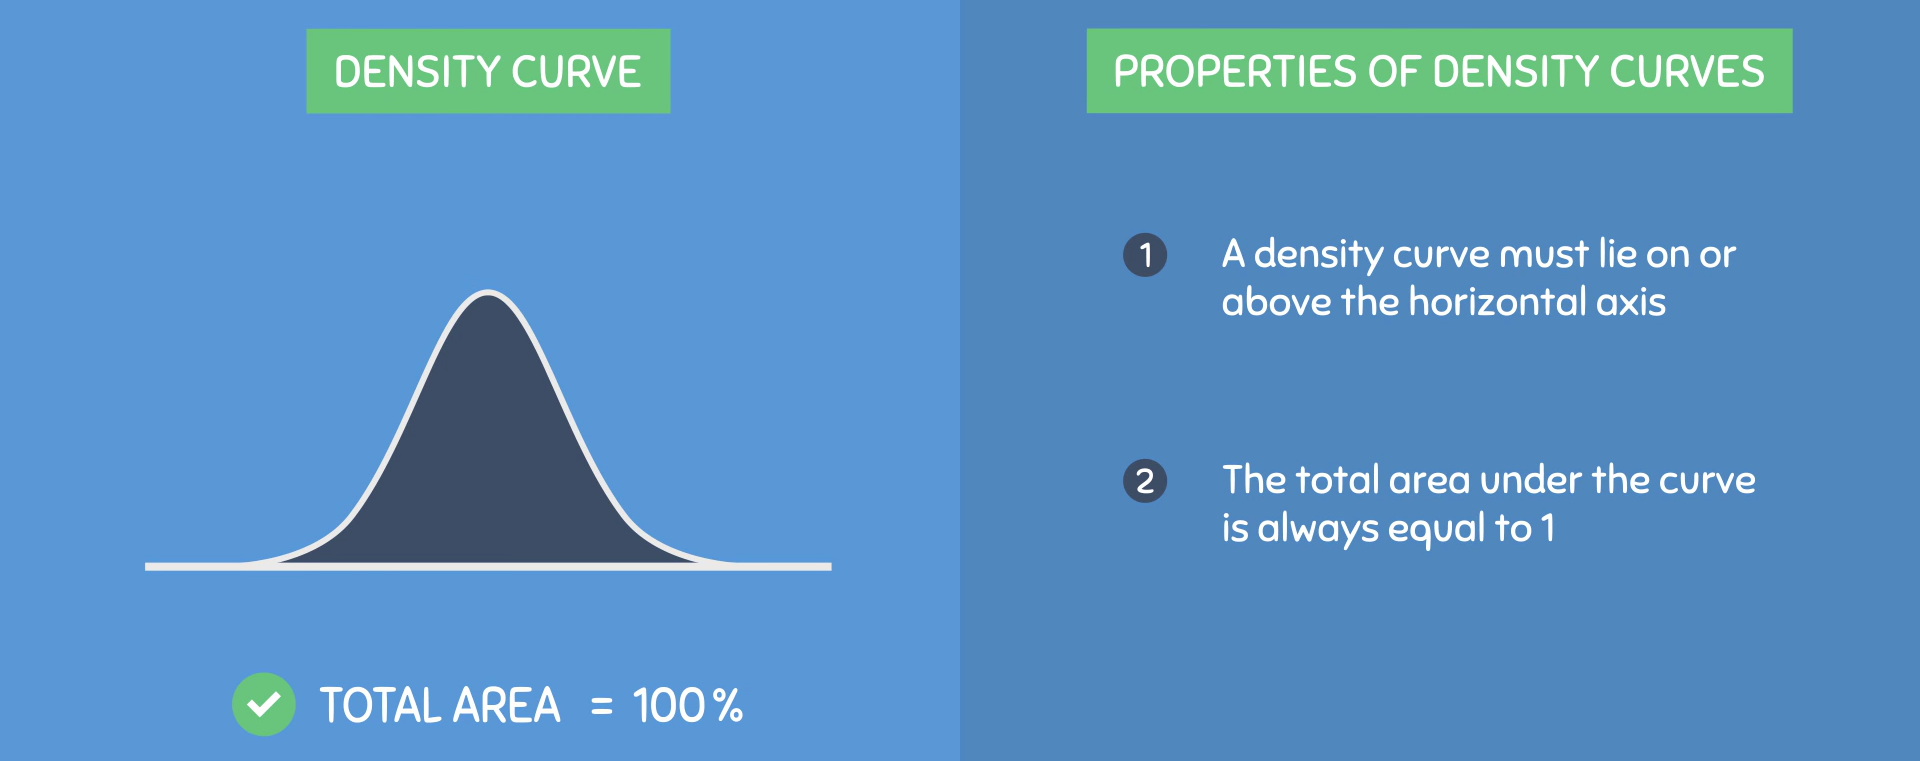 DENSITY CURVE
TOTAL AREA = 100%
PROPERTIES OF DENSITY CURVES
1 A density curve must lie on or
above the horizontal axis
2 The total area under the curve
is always equal to 1